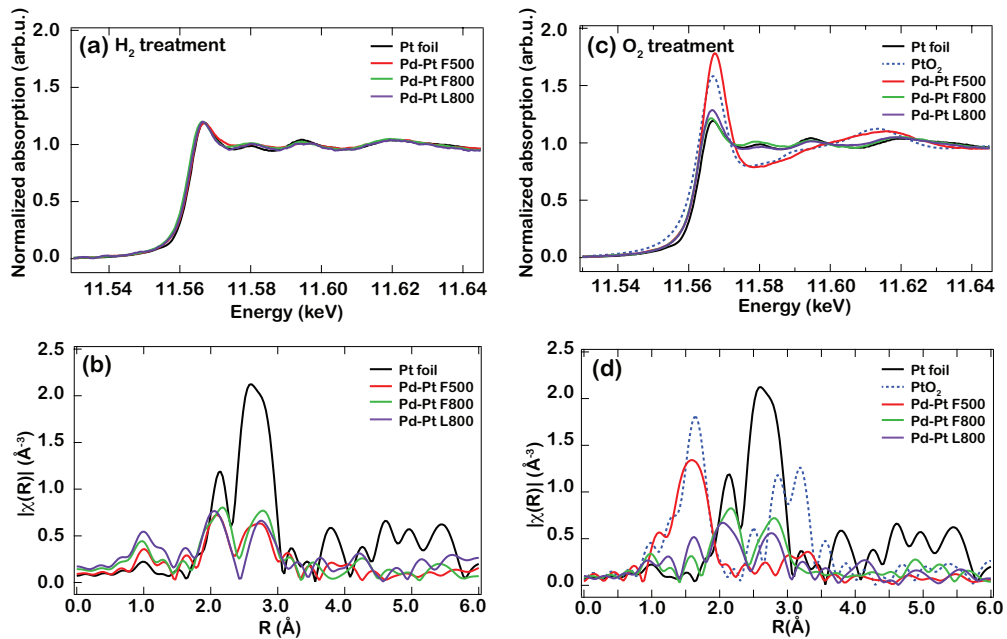 (a) H₂ treatment
Pt foil
Pd-Pt F500
Pd-Pt F800
Pd-Pt L800
Normalized absorption (arb.u.)
2.0
1.5
1.0
0.5
0.0
11.54 11.56 11.58 11.60 11.62 11.64
Energy (keV)
(c) O₂ treatment
Pt foil
PtO₂
Pd-Pt F500
Pd-Pt F800
Pd-Pt L800
Normalized absorption (arb.u.)
2.0
1.5
1.0
0.5
0.0
11.54 11.56 11.58 11.60 11.62 11.64
Energy (keV)
(b)
Pt foil
Pd-Pt F500
Pd-Pt F800
Pd-Pt L800
|χ(R)| (Å⁻³)
2.5
2.0
1.5
1.0
0.5
0.0
0.0 1.0 2.0 3.0 4.0 5.0 6.0
R (Å)
(d)
Pt foil
PtO₂
Pd-Pt F500
Pd-Pt F800
Pd-Pt L800
|χ(R)| (Å⁻³)
2.5
2.0
1.5
1.0
0.5
0.0
0.0 1.0 2.0 3.0 4.0 5.0 6.0
R(Å)